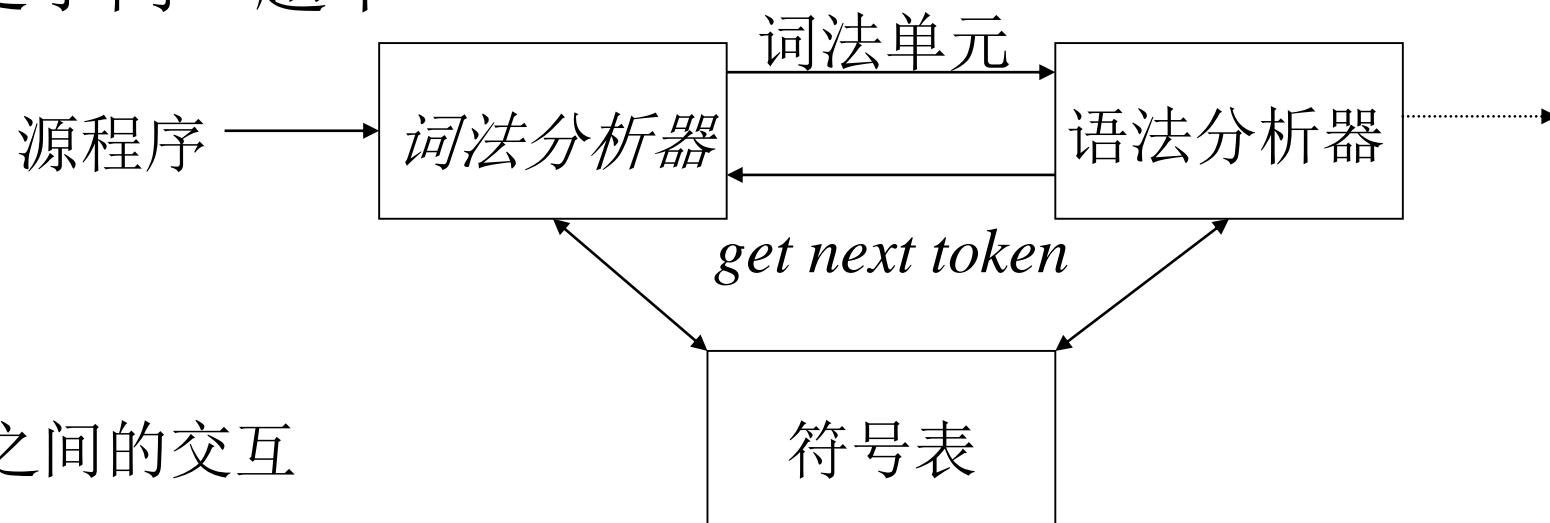 词法单元
源程序
词法分析器
语法分析器
get next token
之间的交互
符号表